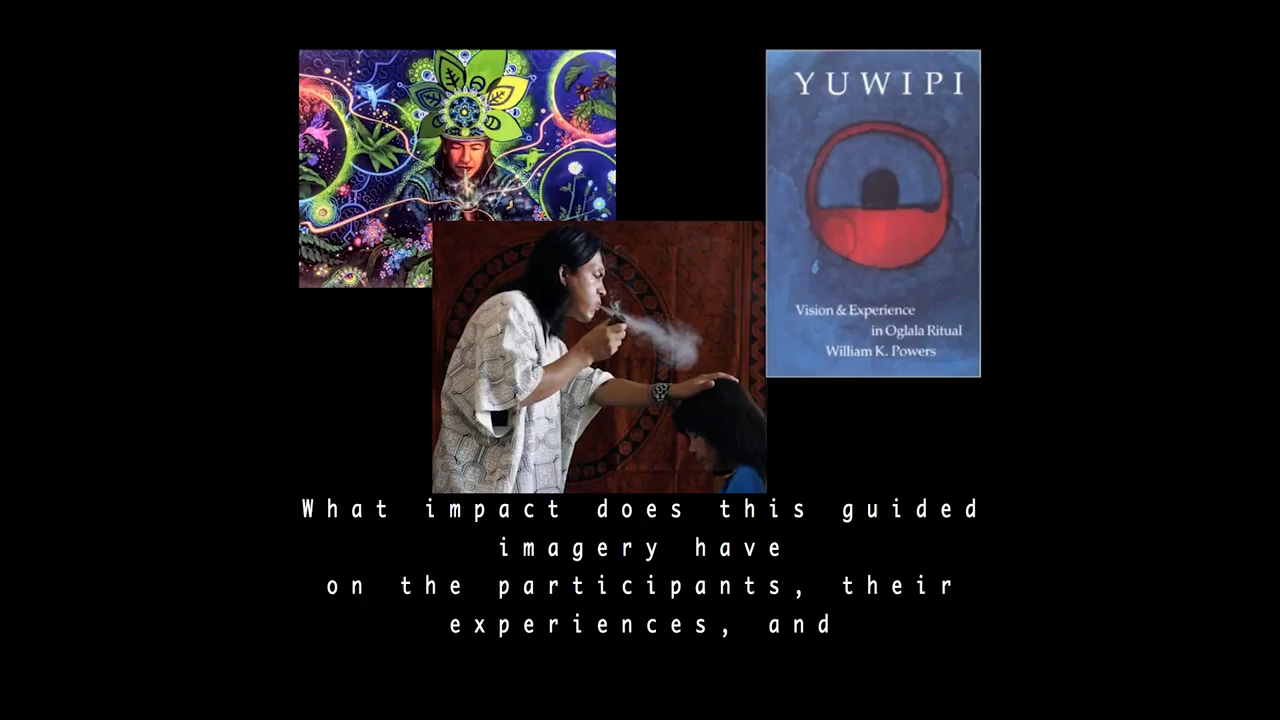 YUWIPI
Vision & Experience
in Oglala Ritual
William K. Powers
What impact does this guided
imagery have
on the participants, their
experiences, and